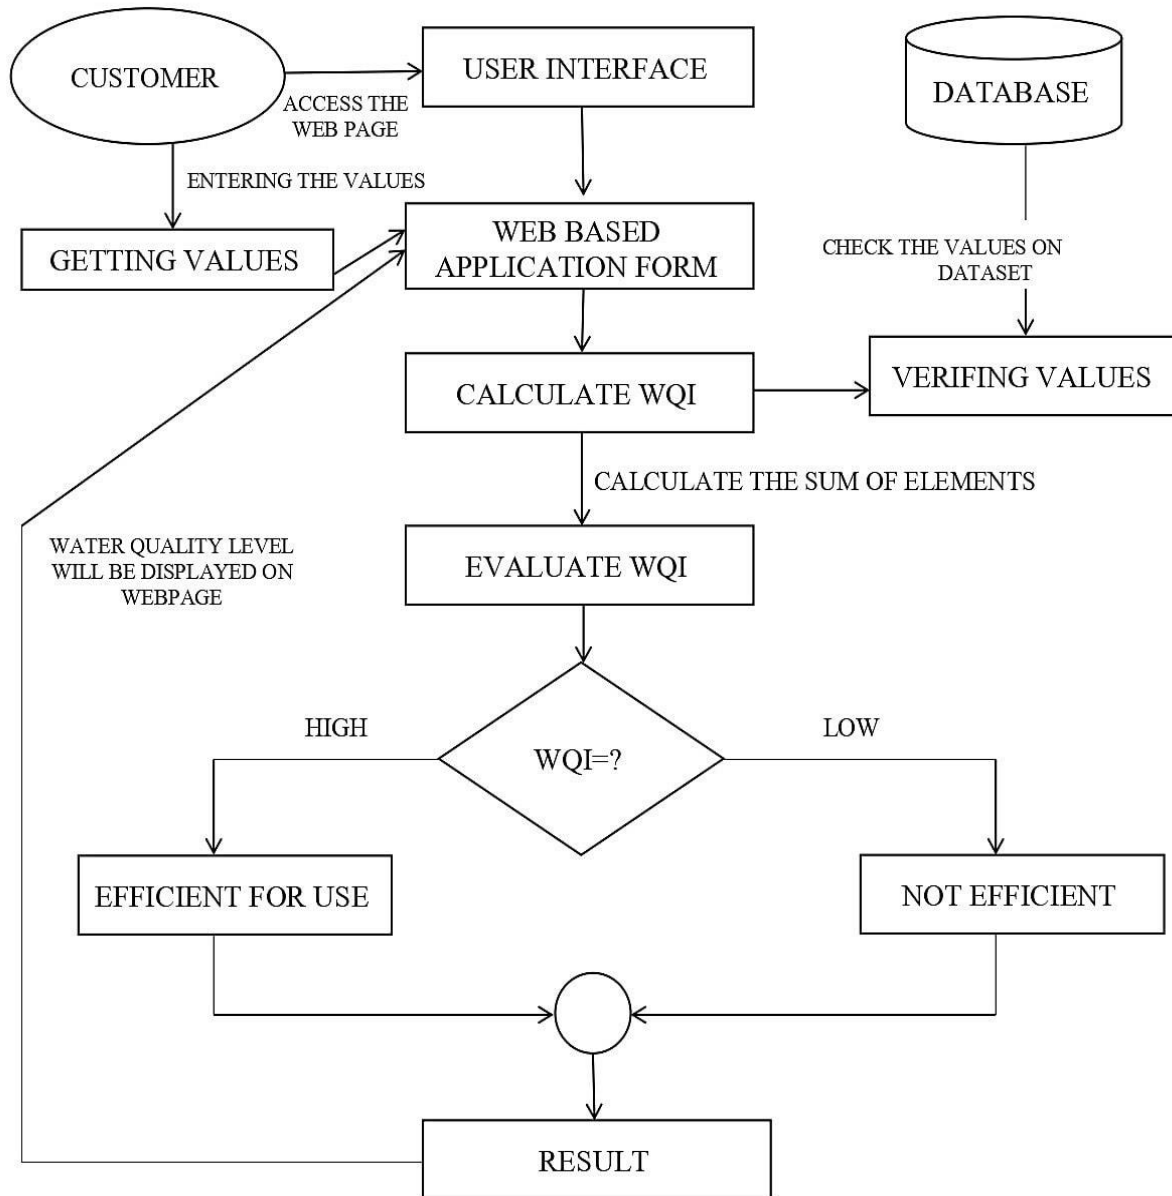 CUSTOMER
USER INTERFACE
DATABASE
ACCESS THE
WEB PAGE
ENTERING THE VALUES
GETTING VALUES
WEB BASED
APPLICATION FORM
CHECK THE VALUES ON
DATASET
CALCULATE WQI
VERIFING VALUES
CALCULATE THE SUM OF ELEMENTS
WATER QUALITY LEVEL
WILL BE DISPLAYED ON
WEBPAGE
EVALUATE WQI
HIGH
LOW
WQI=?
EFFICIENT FOR USE
NOT EFFICIENT
RESULT